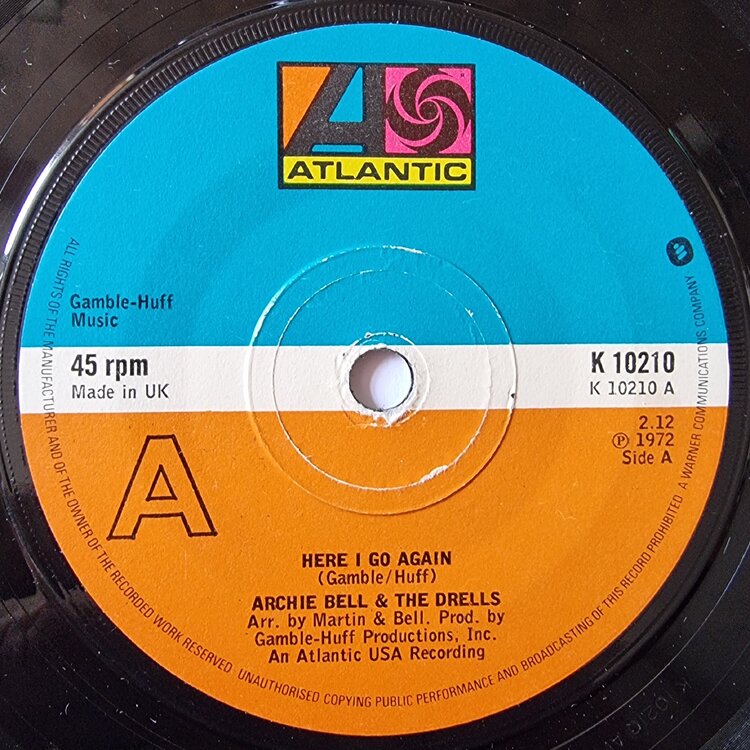 A
ATLANTIC
Gamble-Huff
Music
45 rpm
Made in UK
K 10210
K 10210 A
2.12
℗ 1972
Side A
A
HERE I GO AGAIN
(Gamble/Huff)
ARCHIE BELL & THE DRELLS
Arr. by Martin & Bell. Prod. by
Gamble-Huff Productions, Inc.
An Atlantic USA Recording
ALL RIGHTS OF THE MANUFACTURER AND OF THE OWNER OF THE RECORDED WORK RESERVED. UNAUTHORISED COPYING PUBLIC PERFORMANCE AND BROADCASTING OF THIS RECORD PROHIBITED. A WARNER COMMUNICATIONS COMPANY